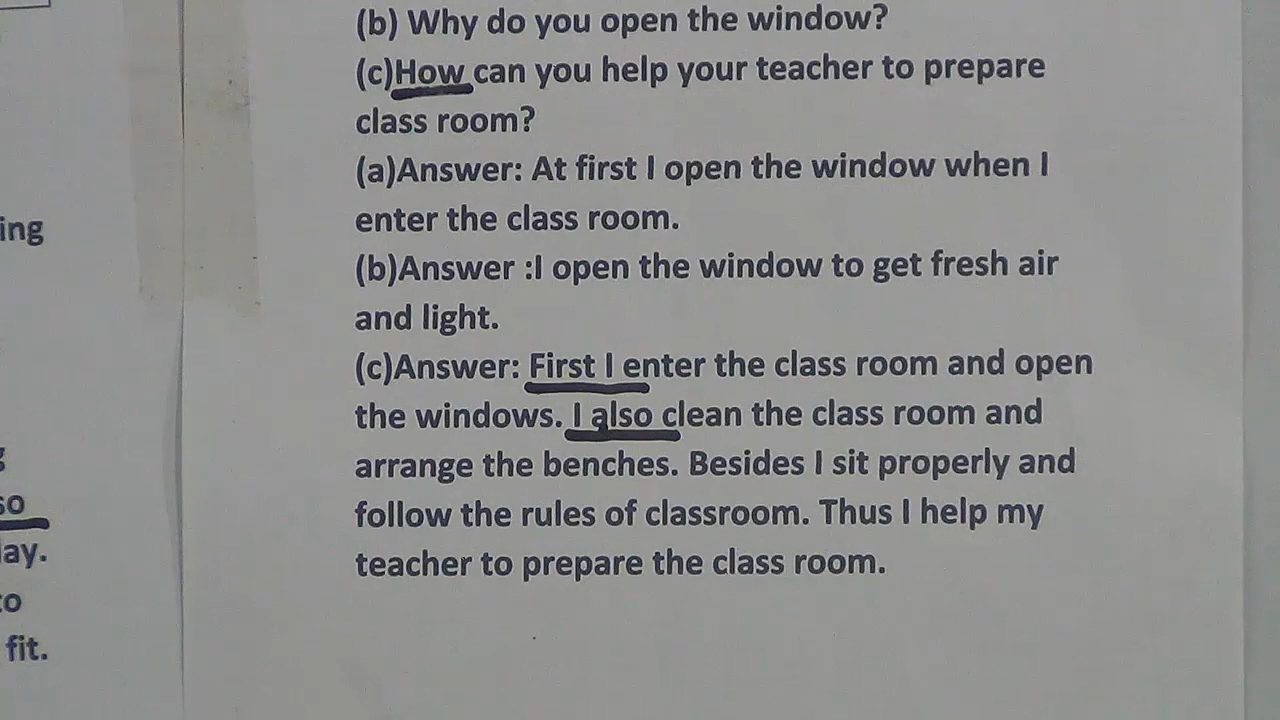 (b) Why do you open the window?
(c)How can you help your teacher to prepare
class room?
(a)Answer: At first I open the window when I
enter the class room.
(b)Answer :I open the window to get fresh air
and light.
(c)Answer: First I enter the class room and open
the windows. I also clean the class room and
arrange the benches. Besides I sit properly and
follow the rules of classroom. Thus I help my
teacher to prepare the class room.
ing
so
ay.
to
fit.